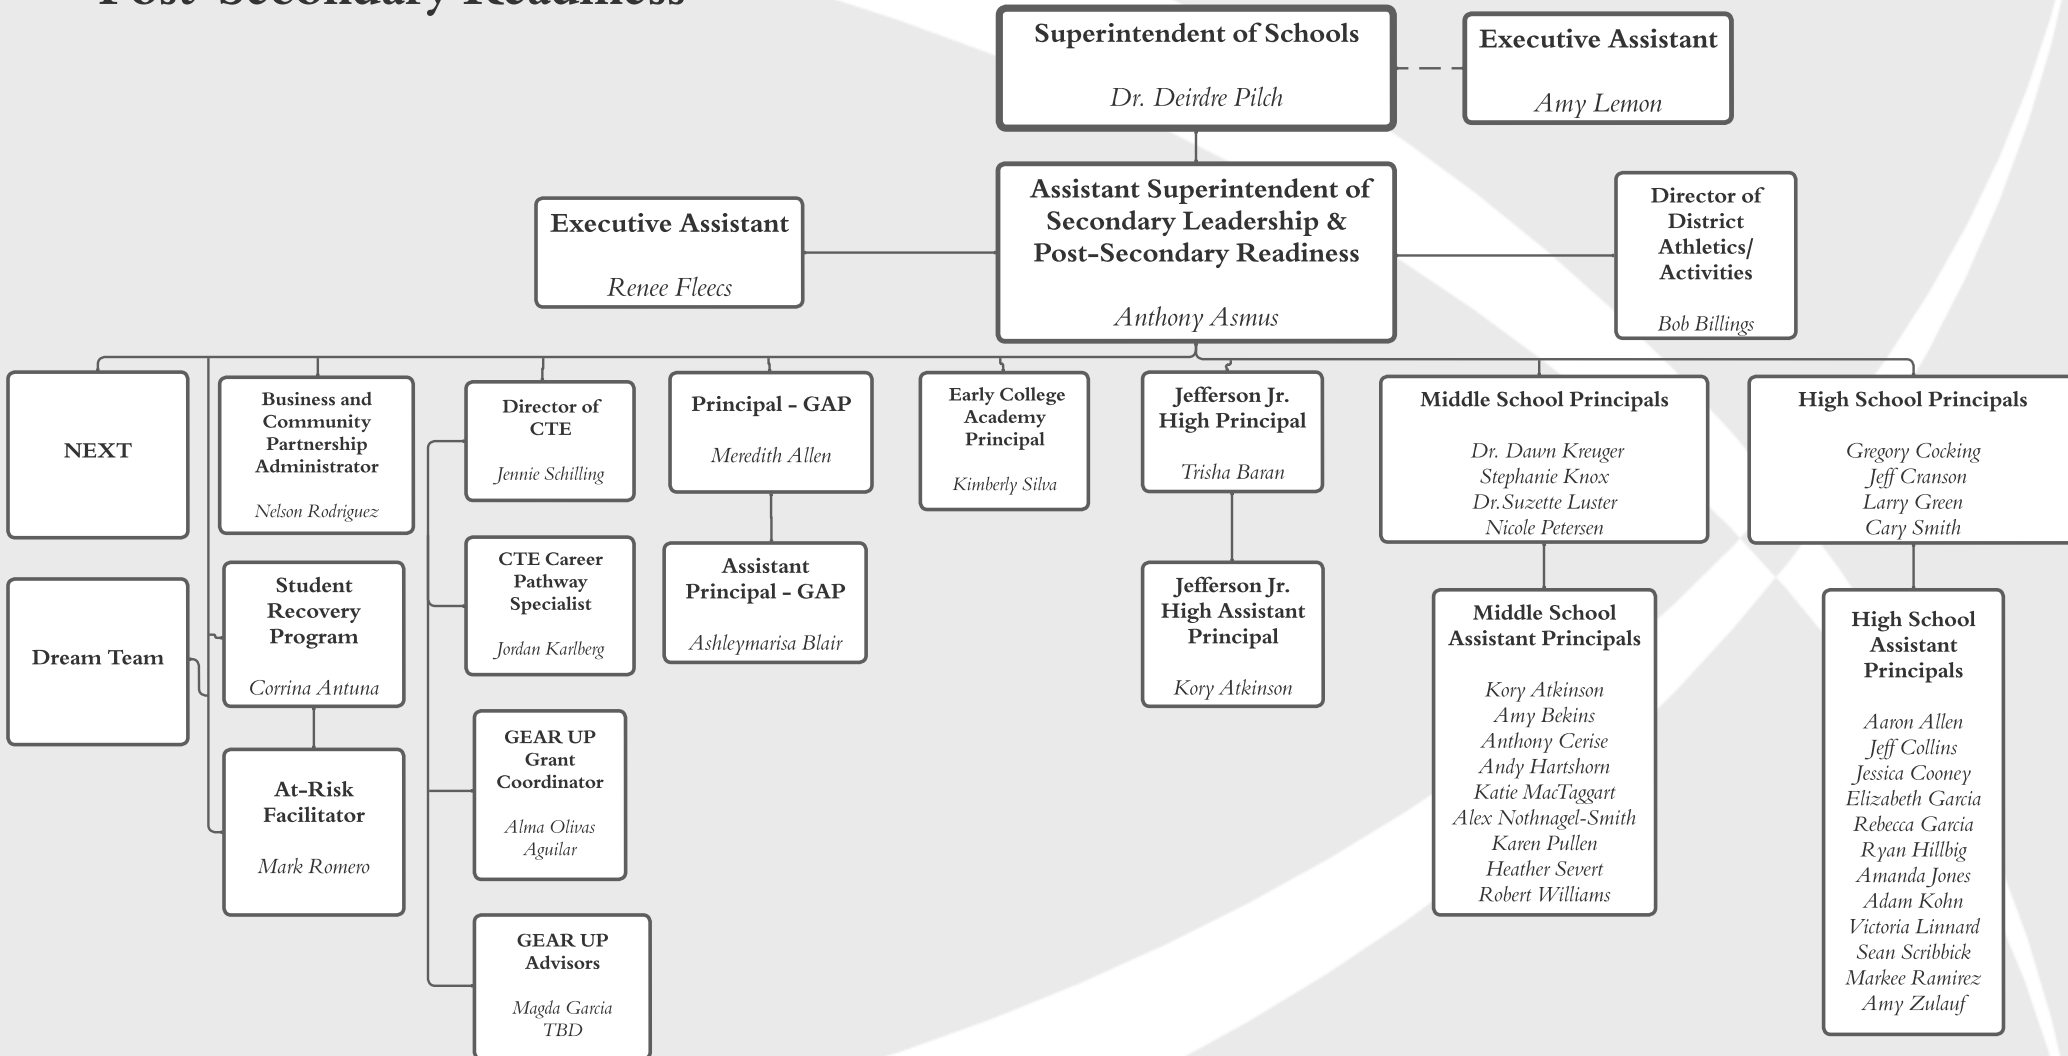 Post-Secondary Readiness
Superintendent of Schools
Dr. Deirdre Pilch
Executive Assistant
Amy Lemon
Executive Assistant
Renee Fleecs
Assistant Superintendent of
Secondary Leadership &
Post-Secondary Readiness
Anthony Asmus
Director of
District
Athletics/
Activities
Bob Billings
NEXT
Business and
Community
Partnership
Administrator
Nelson Rodriguez
Director of
CTE
Jennie Schilling
Principal - GAP
Meredith Allen
Early College
Academy
Principal
Kimberly Silva
Jefferson Jr.
High Principal
Trisha Baran
Middle School Principals
Dr. Dawn Kreuger
Stephanie Knox
Dr.Suzette Luster
Nicole Petersen
High School Principals
Gregory Cocking
Jeff Cranson
Larry Green
Cary Smith
Dream Team
Student
Recovery
Program
Corrina Antuna
CTE Career
Pathway
Specialist
Jordan Karlberg
Assistant
Principal - GAP
Ashleymarisa Blair
Jefferson Jr.
High Assistant
Principal
Kory Atkinson
Middle School
Assistant Principals
Kory Atkinson
Amy Bekins
Anthony Cerise
Andy Hartshorn
Katie MacTaggart
Alex Nothnagel-Smith
Karen Pullen
Heather Severt
Robert Williams
High School
Assistant
Principals
Aaron Allen
Jeff Collins
Jessica Cooney
Elizabeth Garcia
Rebecca Garcia
Ryan Hillbig
Amanda Jones
Adam Kohn
Victoria Linnard
Sean Scribbick
Markee Ramirez
Amy Zulauf
At-Risk
Facilitator
Mark Romero
GEAR UP
Grant
Coordinator
Alma Olivas
Aguilar
GEAR UP
Advisors
Magda Garcia
TBD